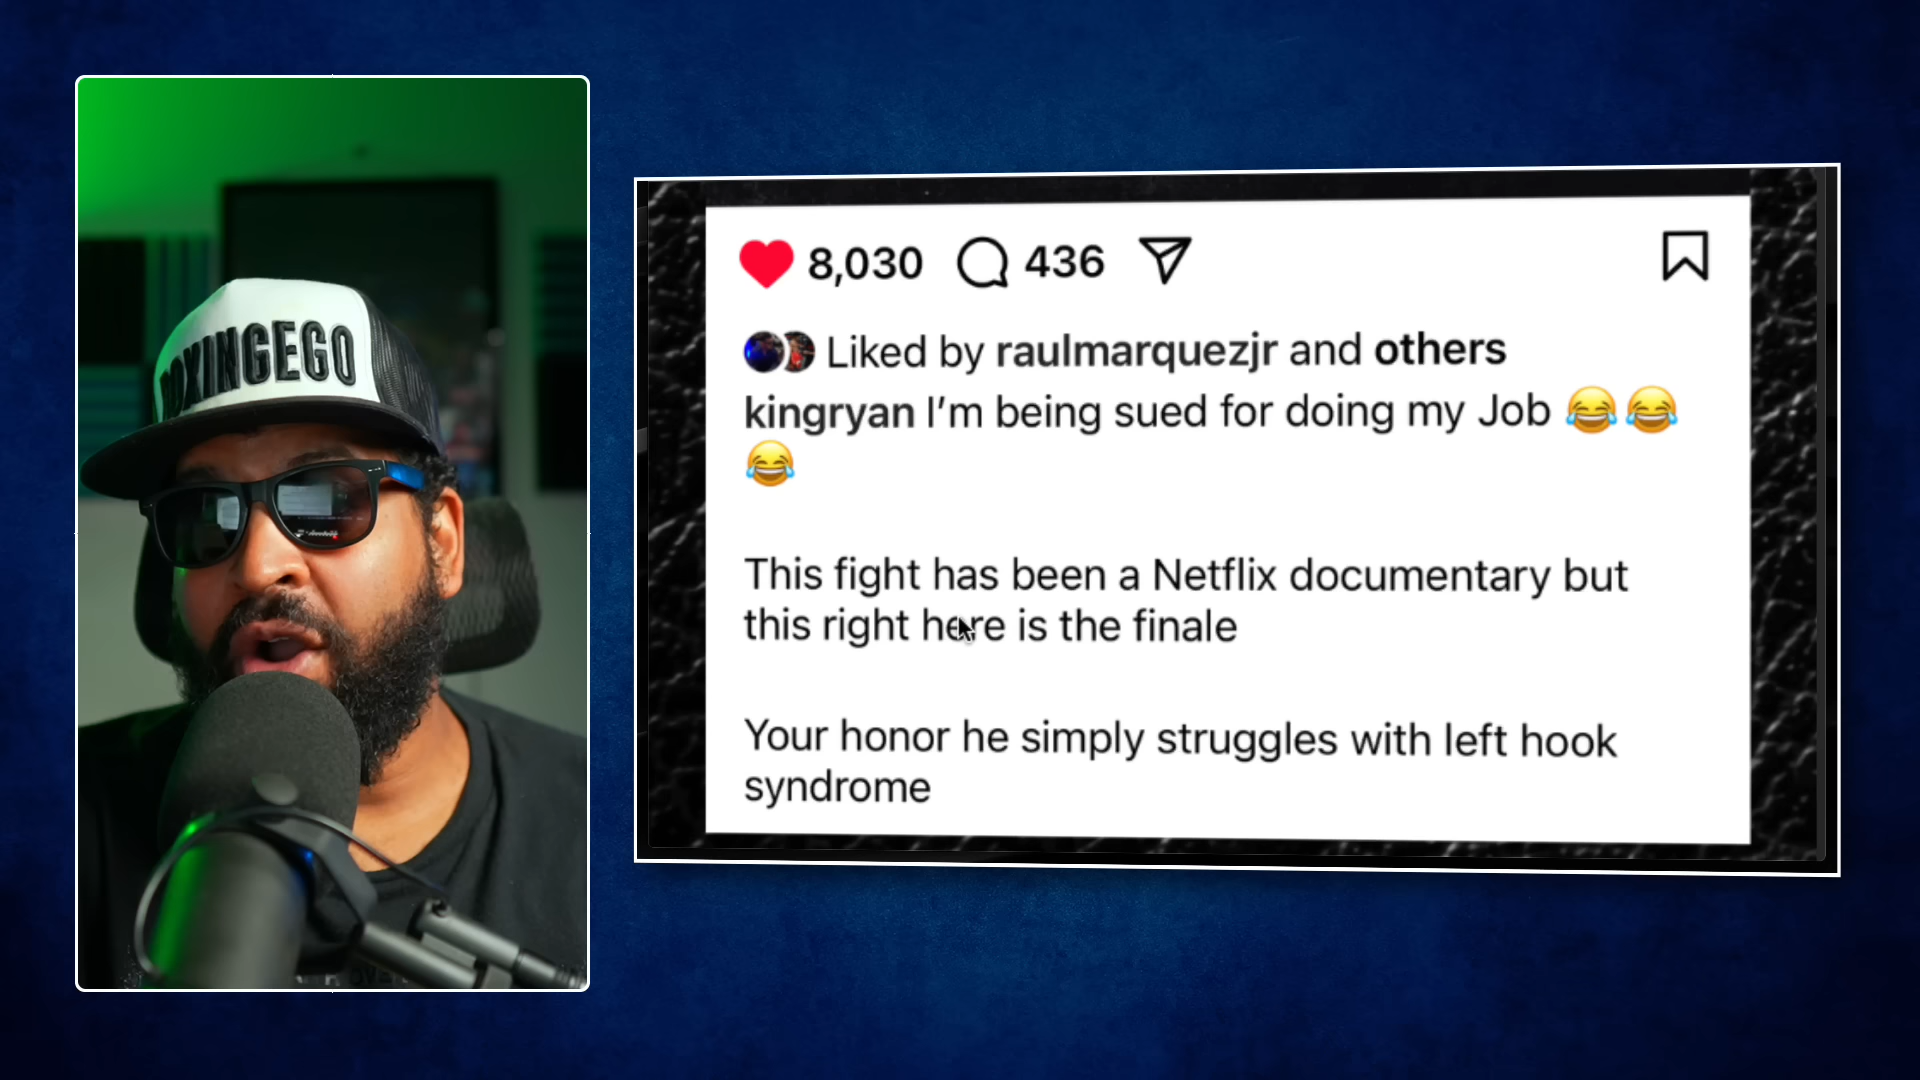 BOXINGEGO
8,030 436
Liked by raulmarquezjr and others
kingryan I’m being sued for doing my Job 😂😂
😂
This fight has been a Netflix documentary but
this right here is the finale
Your honor he simply struggles with left hook
syndrome